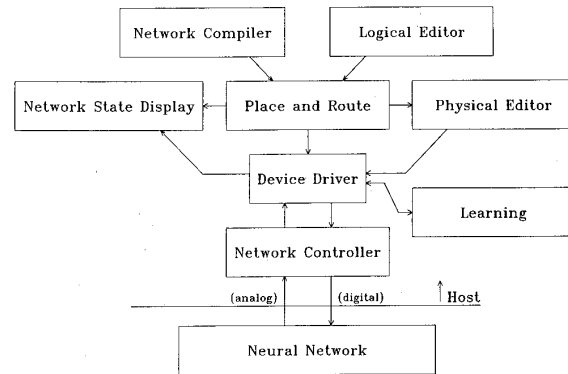 Network Compiler
Logical Editor
Network State Display
Place and Route
Physical Editor
Device Driver
Learning
Network Controller
(analog)
(digital)
Host
Neural Network